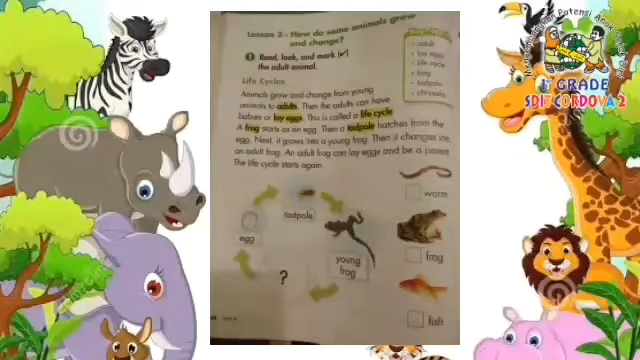 Lesson 2 - How do some animals grow
and change?
1 Read, look, and mark (✓)
the adult animal.
Life Cycles
Animals grow and change from young
animals to adults. Then the adults can have
babies or lay eggs. This is called a life cycle.
A frog starts as an egg. Then a tadpole hatches from the
egg. Next, it grows into a young frog. Then it changes into
an adult frog. An adult frog can lay eggs and be a parent.
The life cycle starts again.
• adult
• lay eggs
• life cycle
• frog
• tadpole
• chrysalis
tadpole
egg
young
frog
?
worm
frog
fish
1st GRADE
SDIT CORDOVA 2